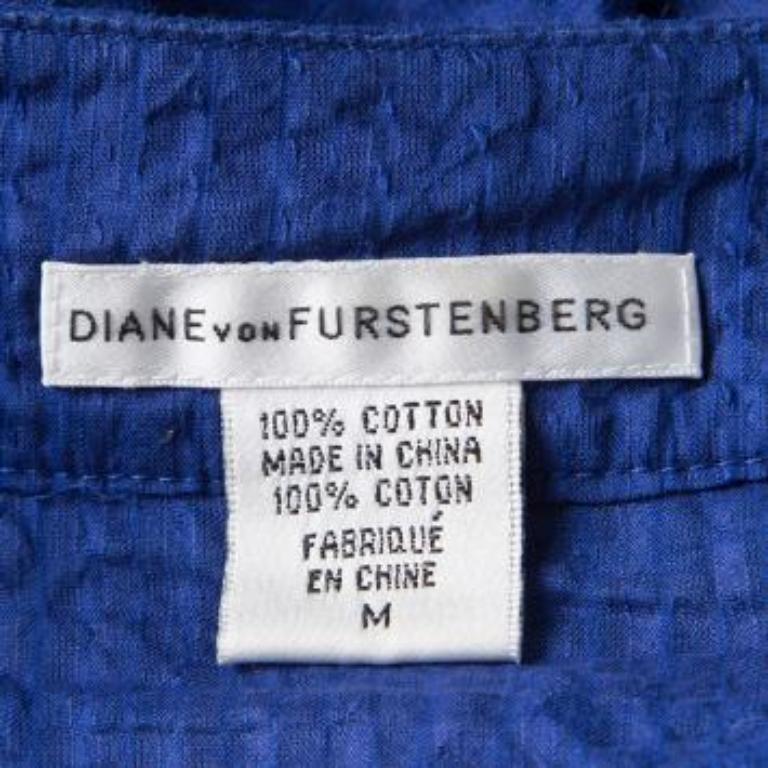 DIANE VON FURSTENBERG
100% COTTON
MADE IN CHINA
100% COTON
FABRIQUÉ
EN CHINE
M